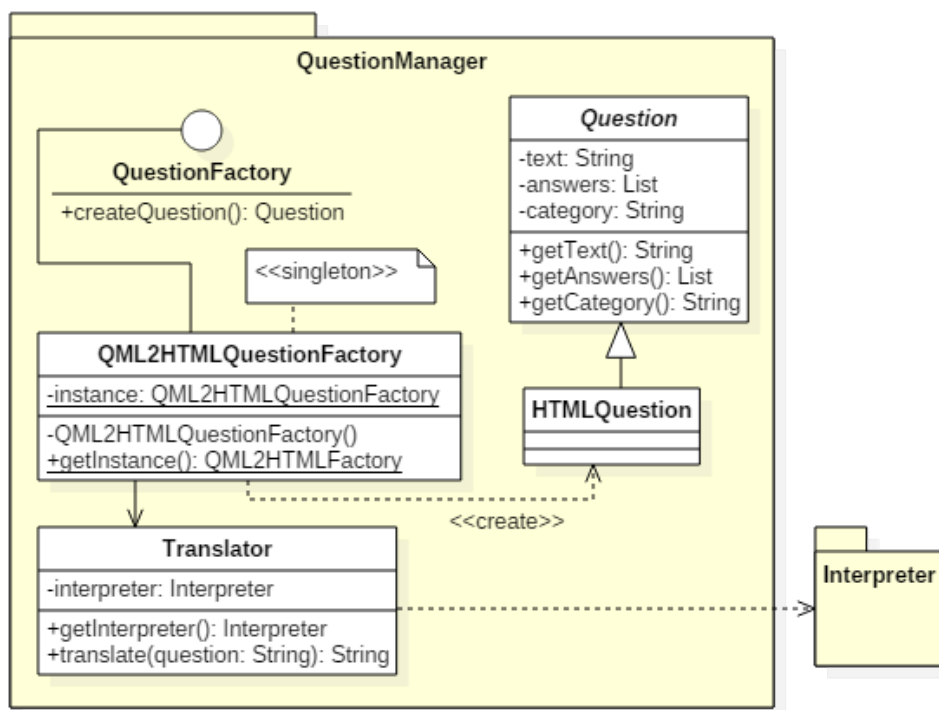 QuestionManager
QuestionFactory
+createQuestion(): Question
<<singleton>>
Question
-text: String
-answers: List
-category: String
+getText(): String
+getAnswers(): List
+getCategory(): String
QML2HTMLQuestionFactory
-instance: QML2HTMLQuestionFactory
-QML2HTMLQuestionFactory()
+getInstance(): QML2HTMLFactory
HTMLQuestion
<<create>>
Translator
-interpreter: Interpreter
+getInterpreter(): Interpreter
+translate(question: String): String
Interpreter